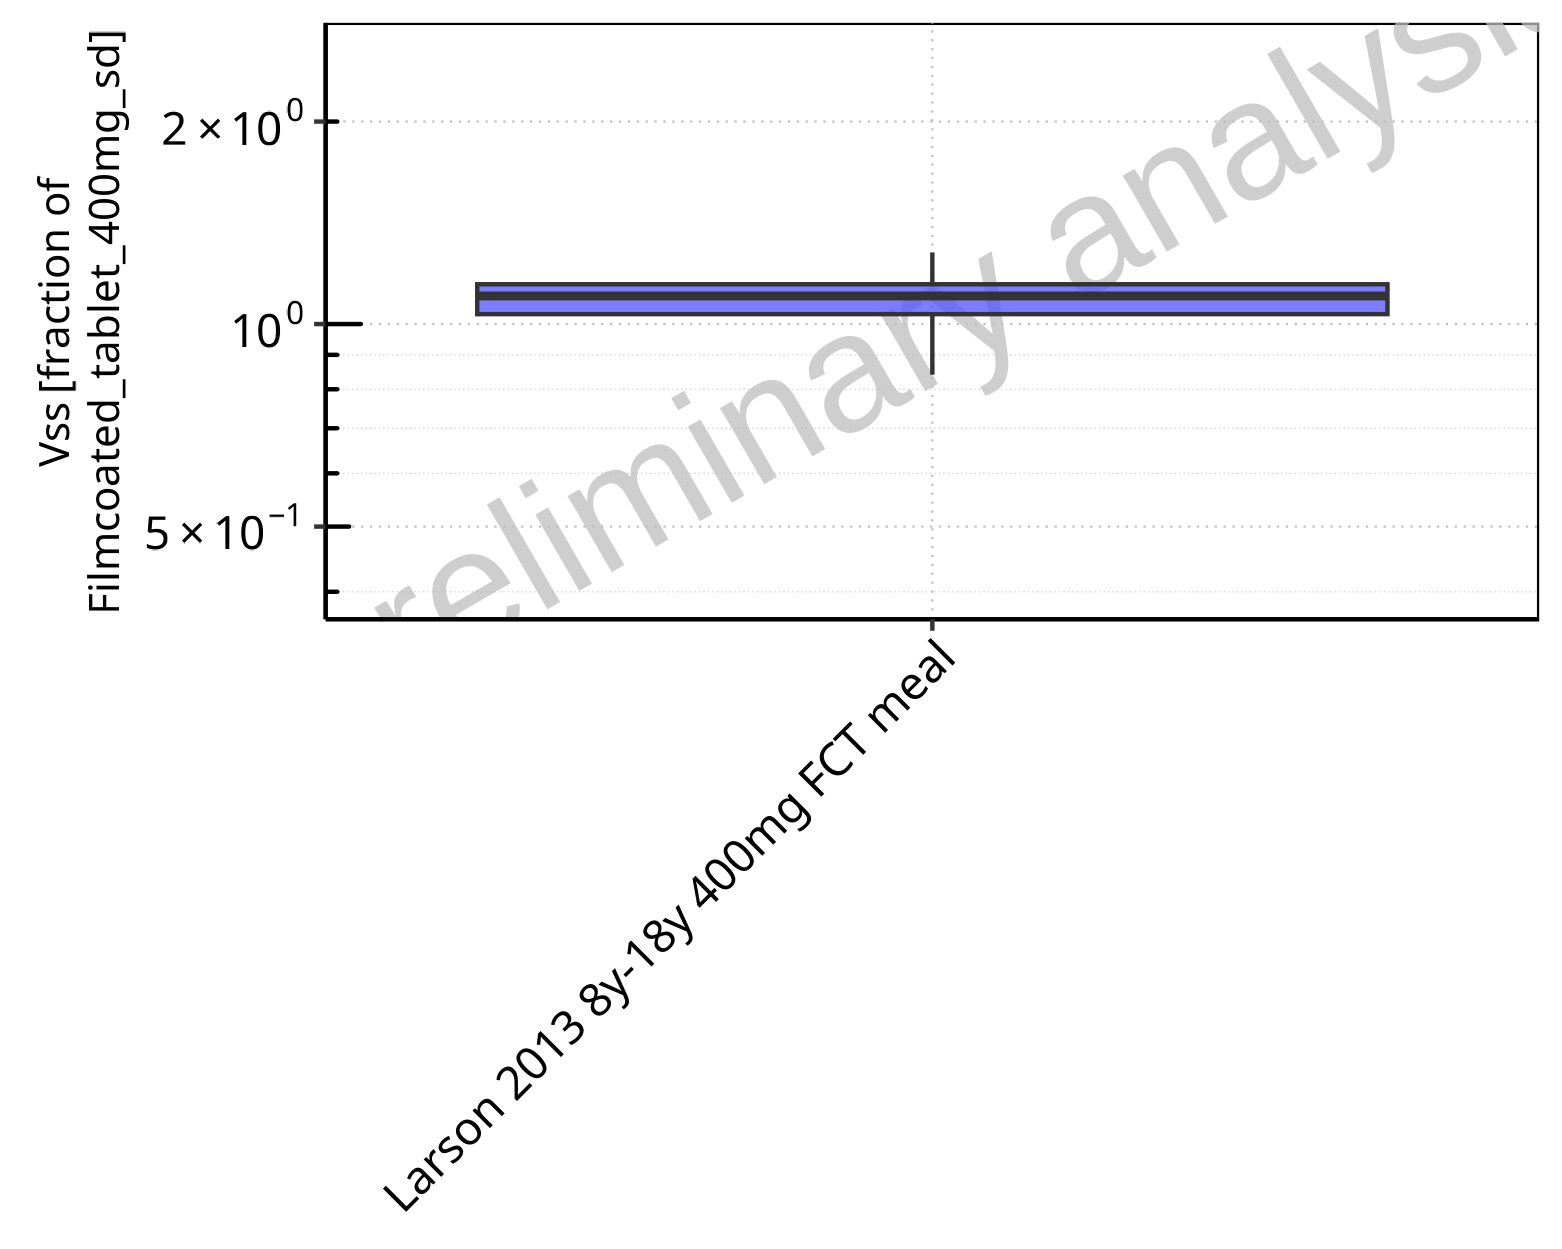 Vss [fraction of
Filmcoated_tablet_400mg_sd]
2 × 10⁰
10⁰
5 × 10⁻¹
reliminary analysi
Larson 2013 8y-18y 400mg FCT meal